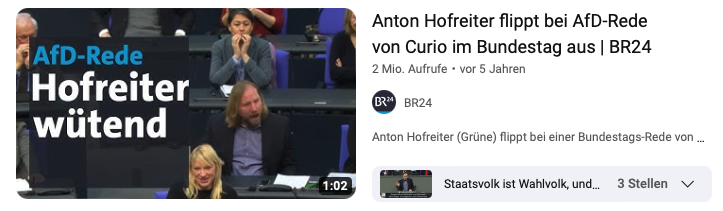 AfD-Rede
Hofreiter
wütend
1:02
Anton Hofreiter flippt bei AfD-Rede
von Curio im Bundestag aus | BR24
2 Mio. Aufrufe • vor 5 Jahren
BR24
BR24
Anton Hofreiter (Grüne) flippt bei einer Bundestags-Rede von ...
Staatsvolk ist Wahlvolk, und... 3 Stellen